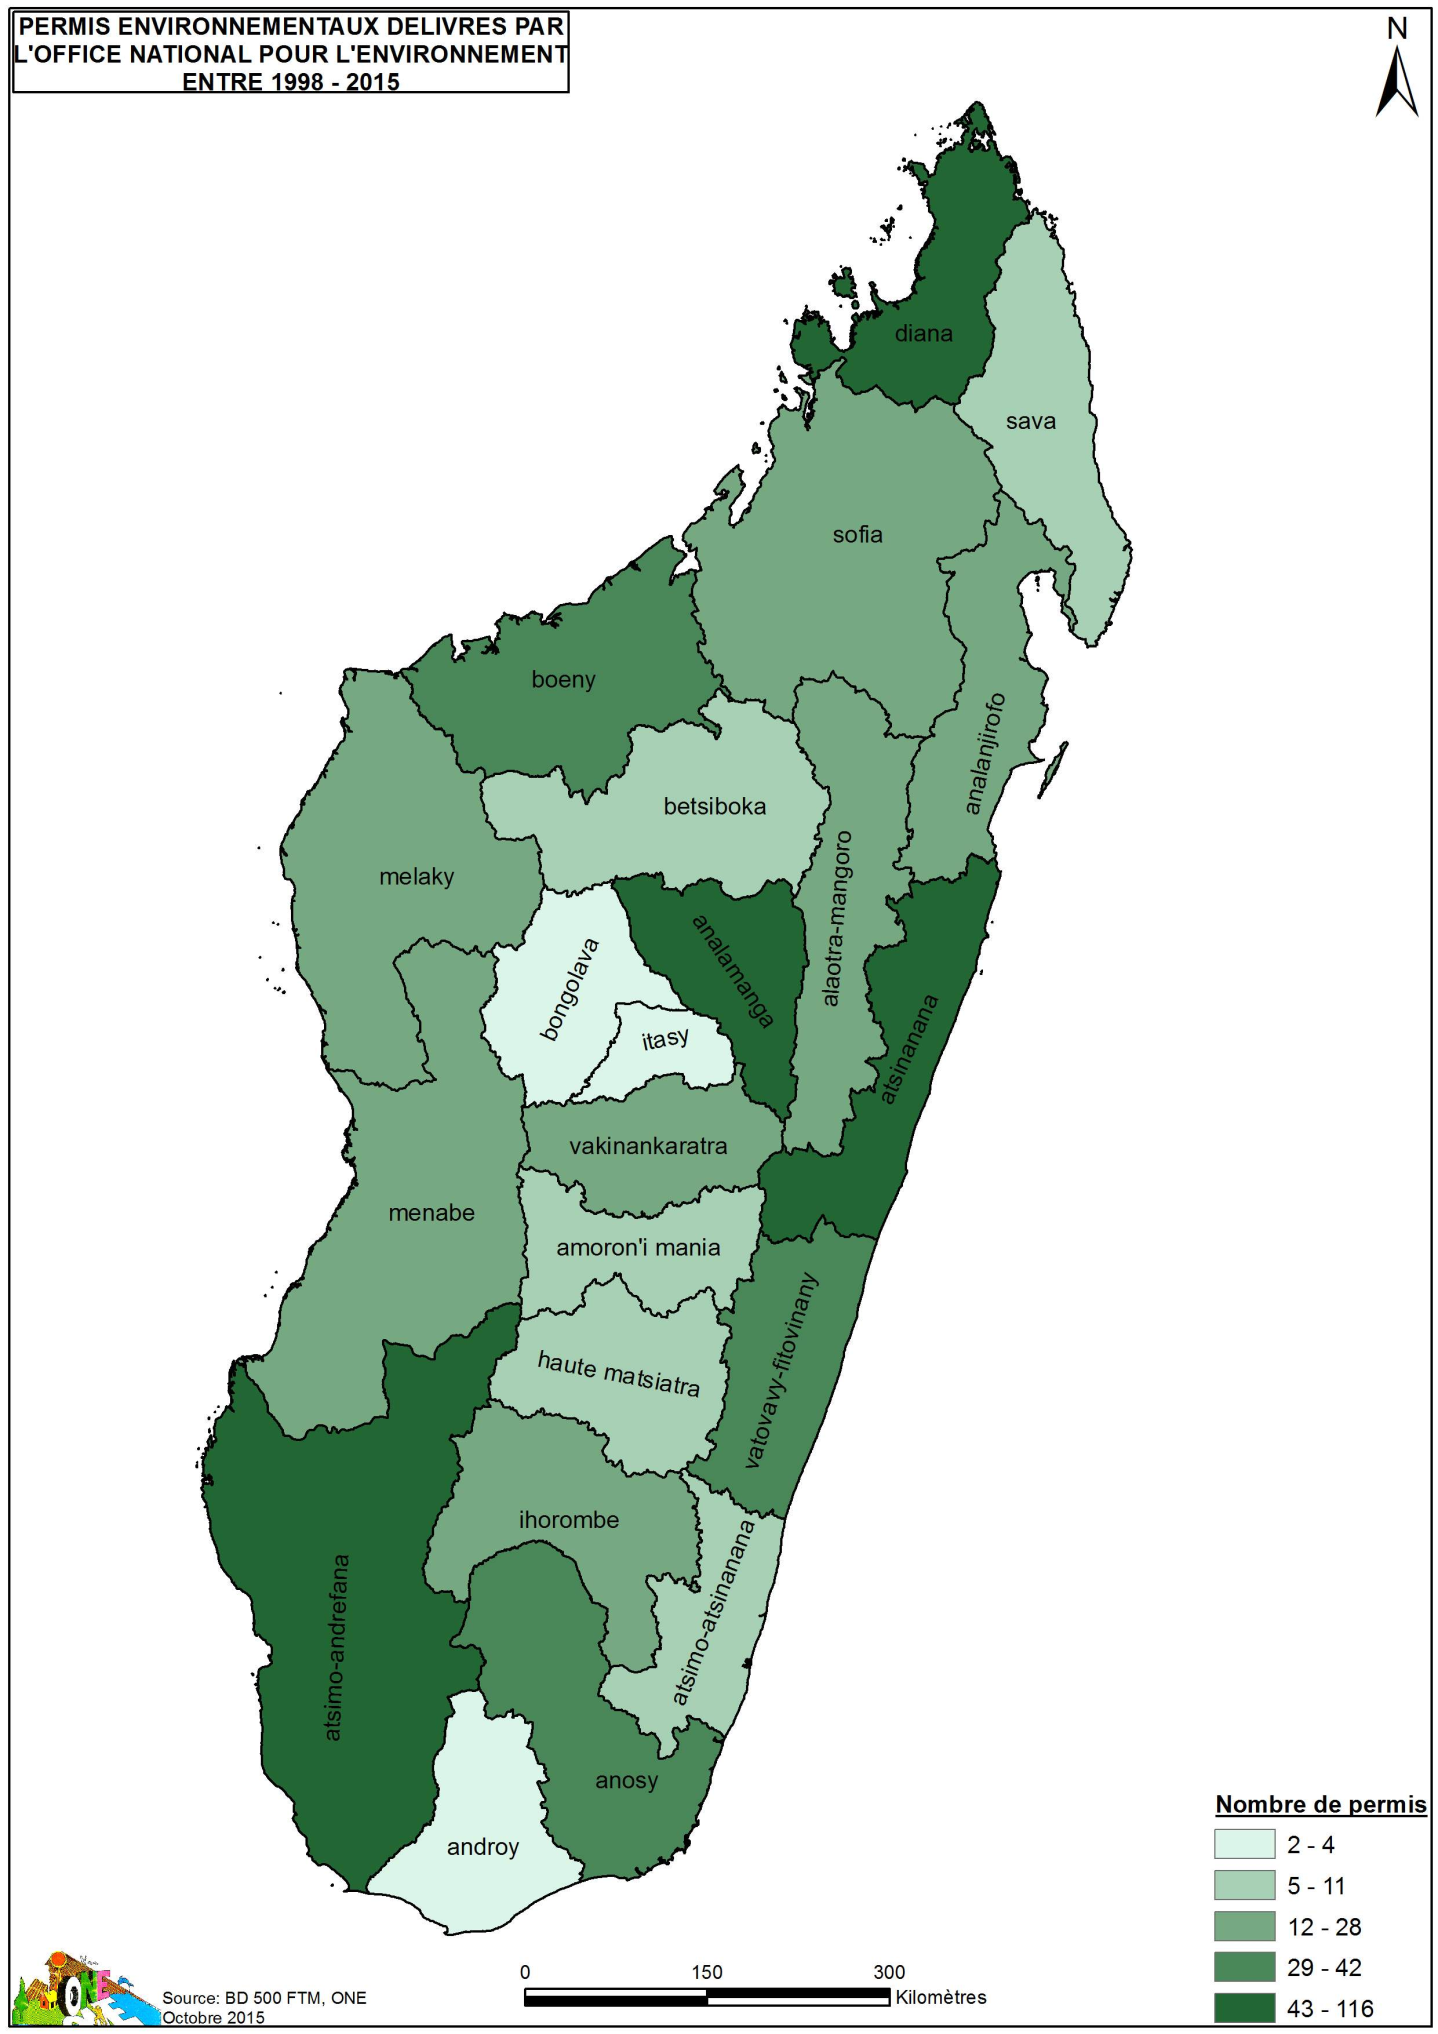 PERMIS ENVIRONNEMENTAUX DELIVRES PAR
L'OFFICE NATIONAL POUR L'ENVIRONNEMENT
ENTRE 1998 - 2015
N
diana
sava
sofia
boeny
analanjirofo
betsiboka
melaky
alaotra-mangoro
analamanga
bongolava
itasy
atsinanana
vakinankaratra
menabe
amoron'i mania
haute matsiatra
vatovavy-fitovinany
ihorombe
atsimo-andrefana
atsimo-atsinanana
anosy
androy
Nombre de permis
2 - 4
5 - 11
12 - 28
29 - 42
43 - 116
0 150 300
Kilomètres
ONE
Source: BD 500 FTM, ONE
Octobre 2015